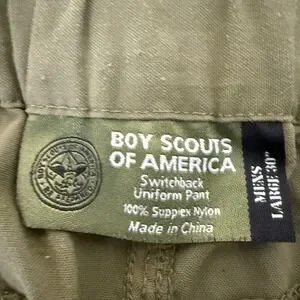 BOY SCOUTS
OF AMERICA
Switchback
Uniform Pant
100% Supplex Nylon
Made in China
MENS
LARGE 30"